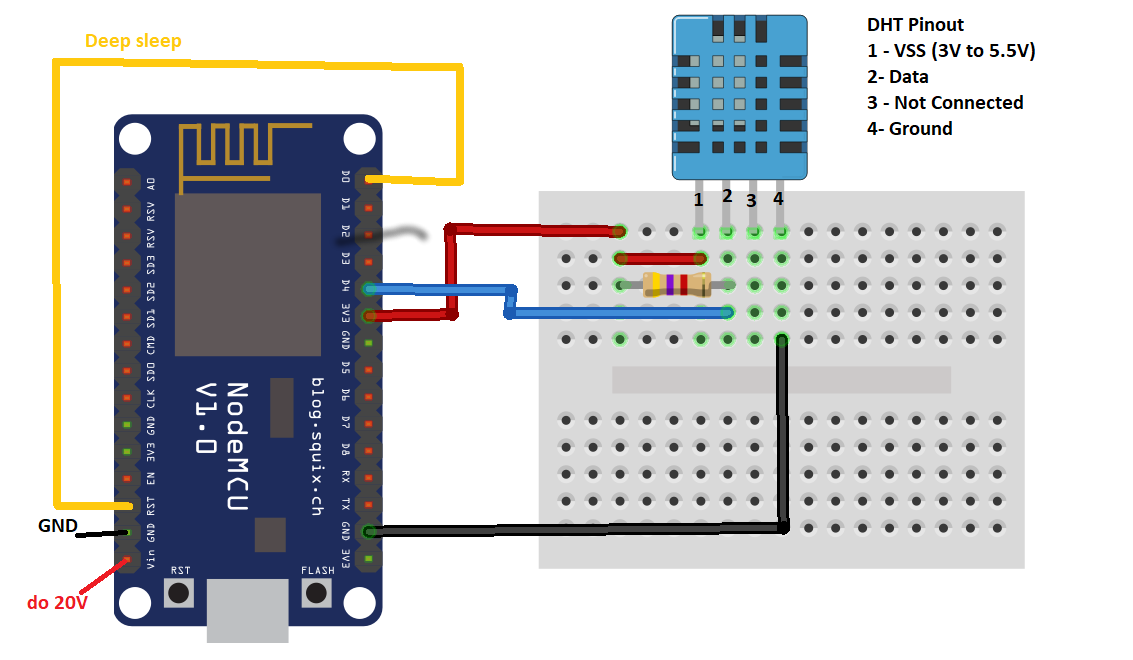 Deep sleep
DHT Pinout
1 - VSS (3V to 5.5V)
2- Data
3 - Not Connected
4- Ground
1 2 3 4
A0
RSV
RSV
SD3
SD2
SD1
CMD
SD0
CLK
GND
3V3
EN
RST
GND
Vin
D0
D1
D2
D3
D4
3V3
GND
D5
D6
D7
D8
RX
TX
GND
3V3
NodeMCU
V1.0
blog.squix.ch
GND
do 20V
RST
FLASH